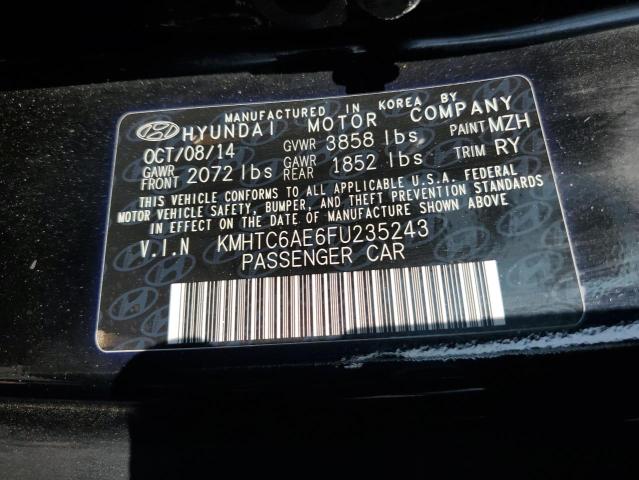 MANUFACTURED IN KOREA BY
HYUNDAI MOTOR COMPANY
OCT/08/14 GVWR 3858 lbs PAINT MZH
GAWR FRONT 2072 lbs GAWR REAR 1852 lbs TRIM RY
THIS VEHICLE CONFORMS TO ALL APPLICABLE U.S.A. FEDERAL
MOTOR VEHICLE SAFETY, BUMPER, AND THEFT PREVENTION STANDARDS
IN EFFECT ON THE DATE OF MANUFACTURE SHOWN ABOVE
V.I.N KMHTC6AE6FU235243
PASSENGER CAR